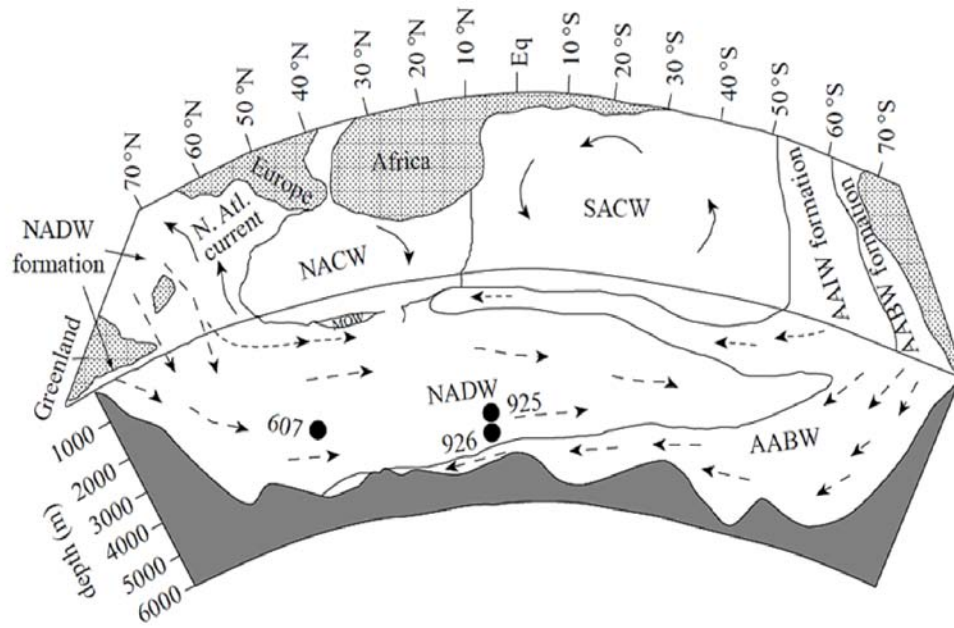 70 °N
60 °N
50 °N
40 °N
30 °N
20 °N
10 °N
Eq
10 °S
20 °S
30 °S
40 °S
50 °S
60 °S
70 °S
Europe
Africa
NADW
formation
N. Atl.
current
NACW
SACW
AAIW formation
AABW formation
MOW
Greenland
NADW
607
925
926
AABW
1000
2000
3000
4000
5000
6000
depth (m)